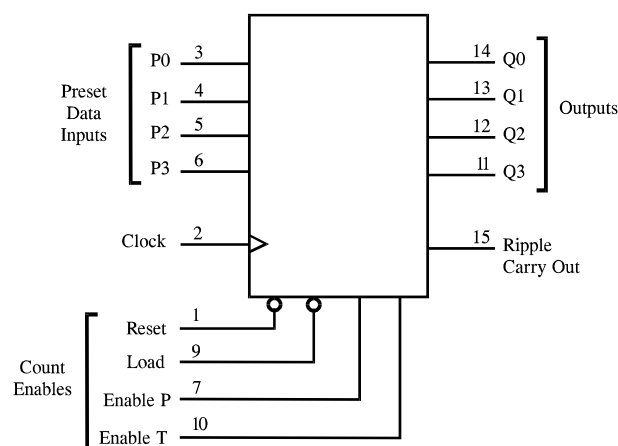 P0 3
P1 4
P2 5
P3 6
Preset
Data
Inputs
14 Q0
13 Q1
12 Q2
11 Q3
Outputs
Clock 2
15 Ripple
Carry Out
Reset 1
Load 9
Enable P 7
Enable T 10
Count
Enables